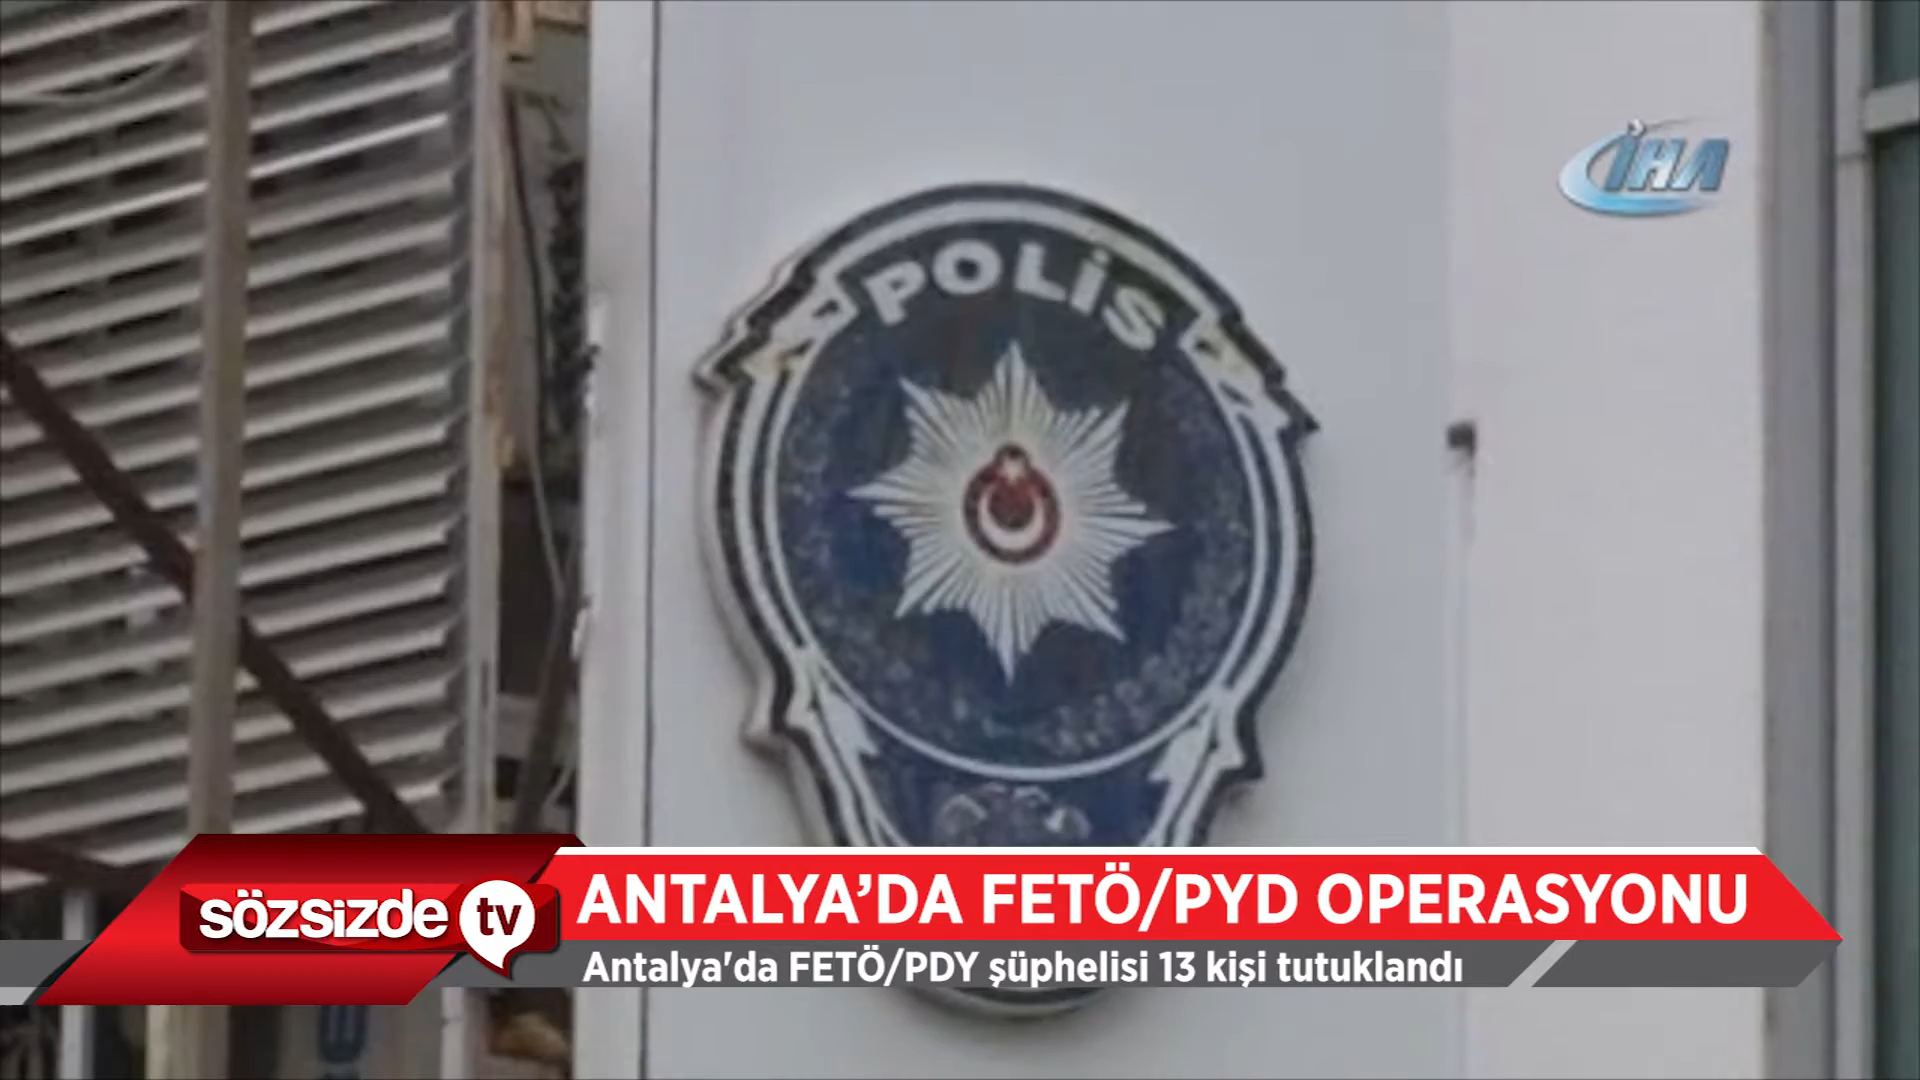 İHA
POLİS
sözsizde tv
ANTALYA’DA FETÖ/PYD OPERASYONU
Antalya'da FETÖ/PDY şüphelisi 13 kişi tutuklandı